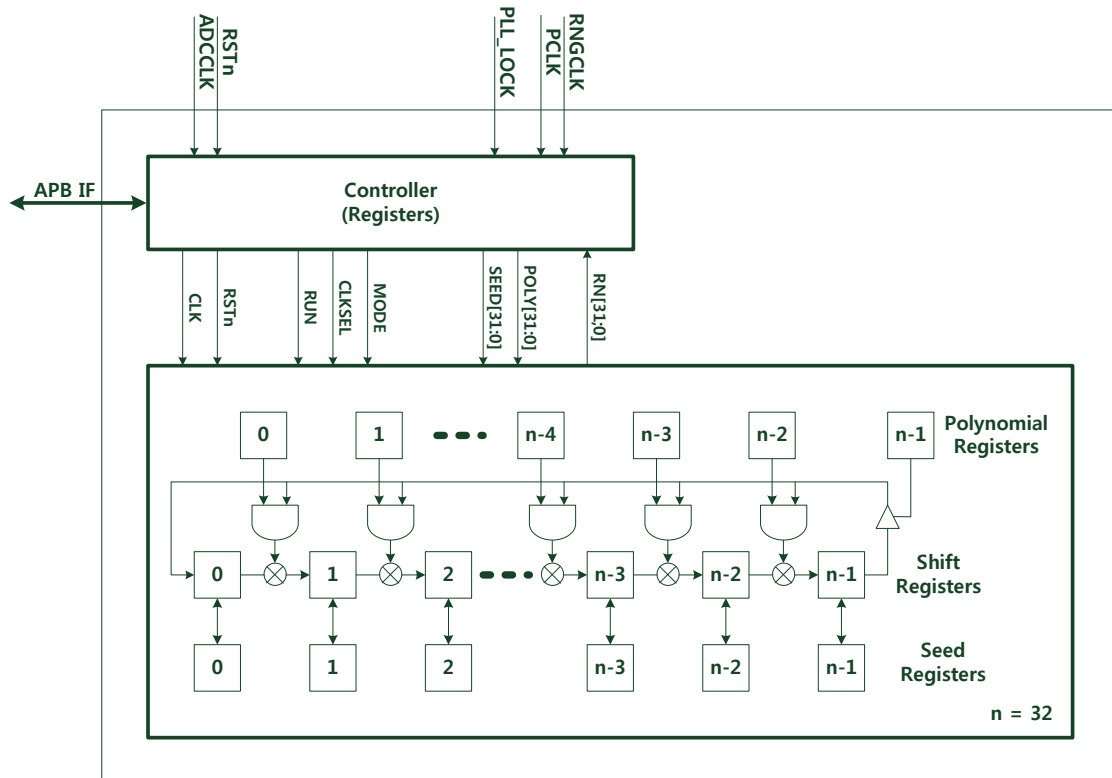 RSTn
ADCCLK
PLL_LOCK
RNGCLK
PCLK
APB IF
Controller
(Registers)
CLK
RSTn
RUN
CLKSEL
MODE
SEED[31:0]
POLY[31:0]
RN[31;0]
0
1
n-4
n-3
n-2
n-1
Polynomial
Registers
0
1
2
n-3
n-2
n-1
Shift
Registers
0
1
2
n-3
n-2
n-1
Seed
Registers
n = 32